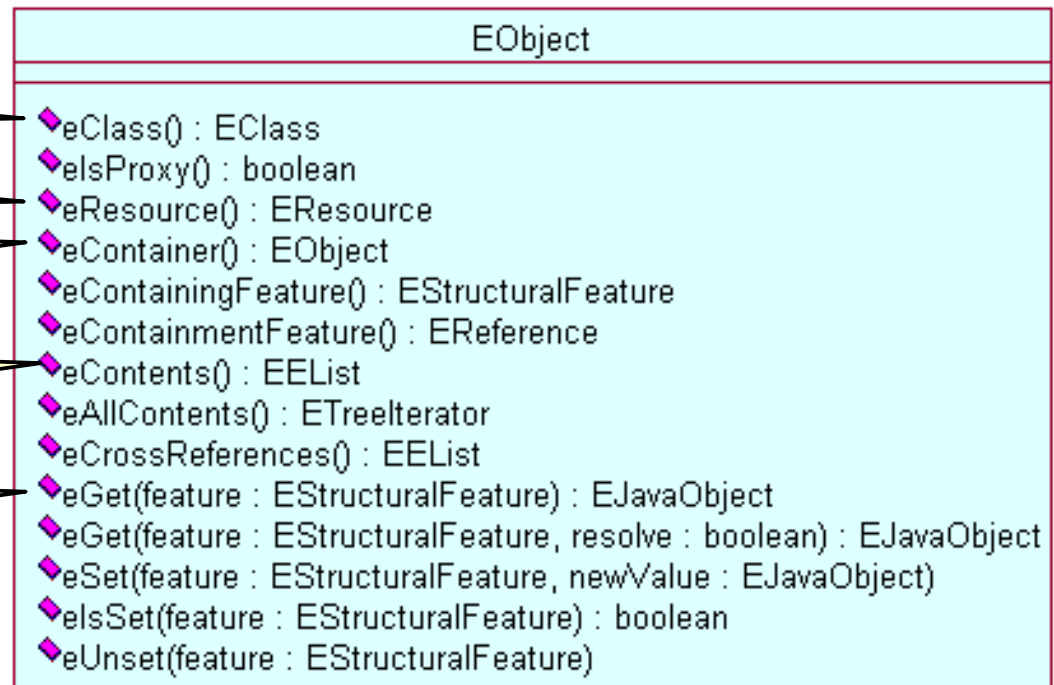 EObject
eClass() : EClass
eIsProxy() : boolean
eResource() : EResource
eContainer() : EObject
eContainingFeature() : EStructuralFeature
eContainmentFeature() : EReference
eContents() : EEList
eAllContents() : ETreeIterator
eCrossReferences() : EEList
eGet(feature : EStructuralFeature) : EJavaObject
eGet(feature : EStructuralFeature, resolve : boolean) : EJavaObject
eSet(feature : EStructuralFeature, newValue : EJavaObject)
eIsSet(feature : EStructuralFeature) : boolean
eUnset(feature : EStructuralFeature)